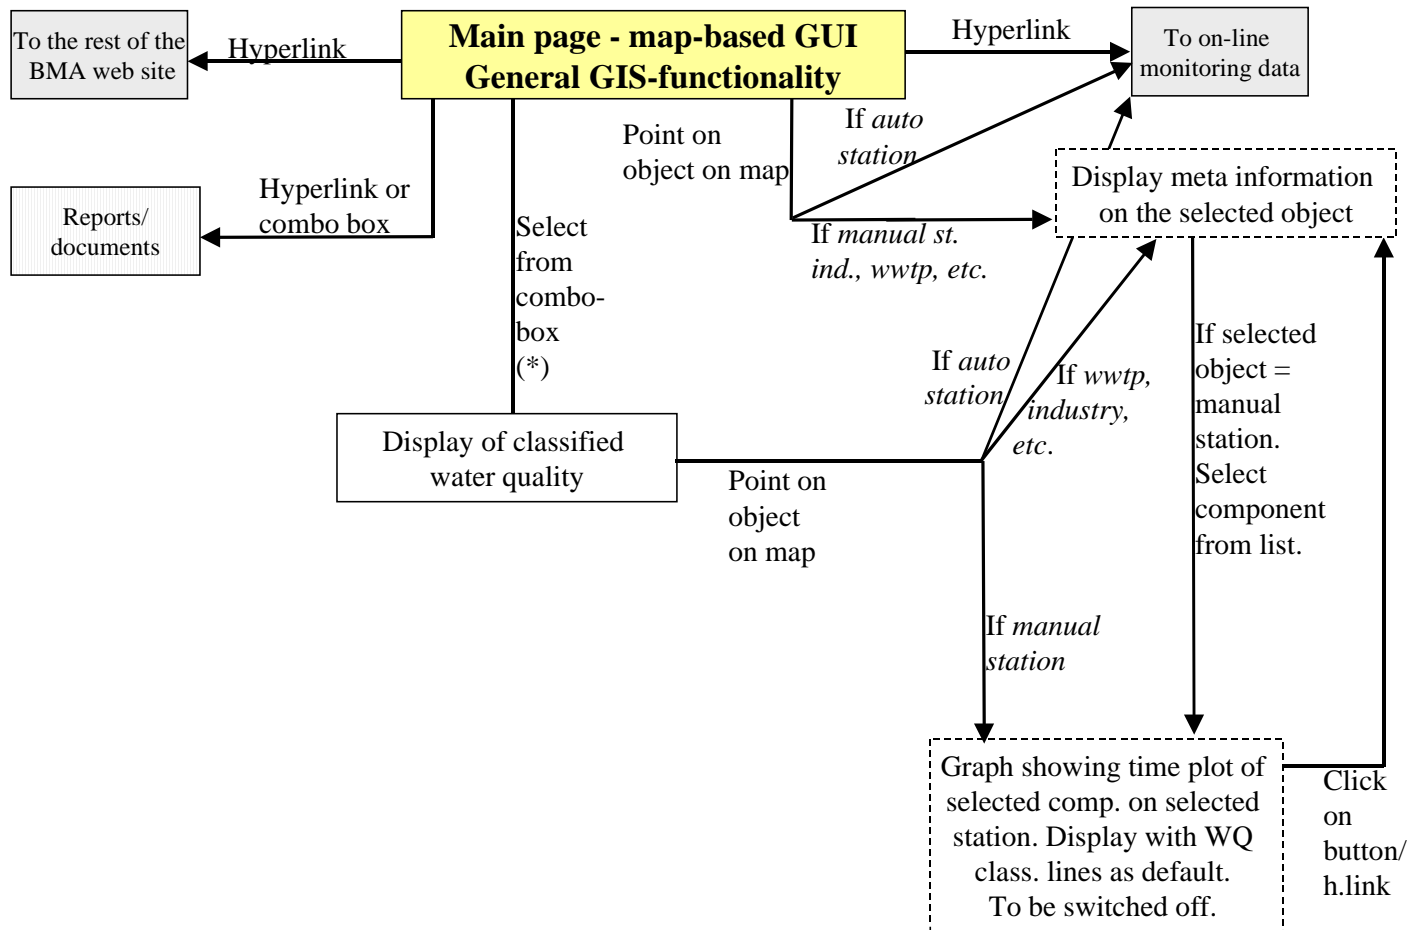 To the rest of the
BMA web site
Hyperlink
Main page - map-based GUI
General GIS-functionality
Hyperlink
To on-line
monitoring data
Point on
object on map
If auto
station
Display meta information
on the selected object
Reports/
documents
Hyperlink or
combo box
Select
from
combo-
box
(*)
If manual st.
ind., wwtp, etc.
If auto
station
If wwtp,
industry,
etc.
If selected
object =
manual
station.
Select
component
from list.
Display of classified
water quality
Point on
object
on map
If manual
station
Graph showing time plot of
selected comp. on selected
station. Display with WQ
class. lines as default.
To be switched off.
Click
on
button/
h.link